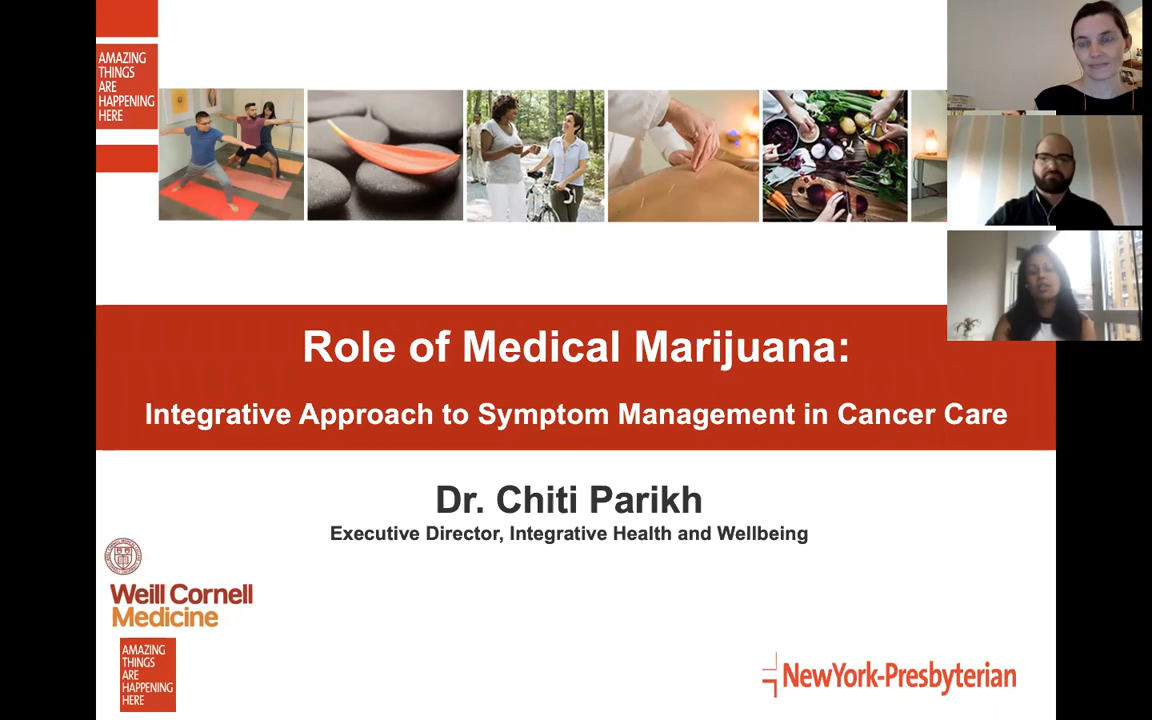 AMAZING
THINGS
ARE
HAPPENING
HERE
Role of Medical Marijuana:
Integrative Approach to Symptom Management in Cancer Care
Dr. Chiti Parikh
Executive Director, Integrative Health and Wellbeing
Weill Cornell
Medicine
AMAZING
THINGS
ARE
HAPPENING
HERE
NewYork-Presbyterian